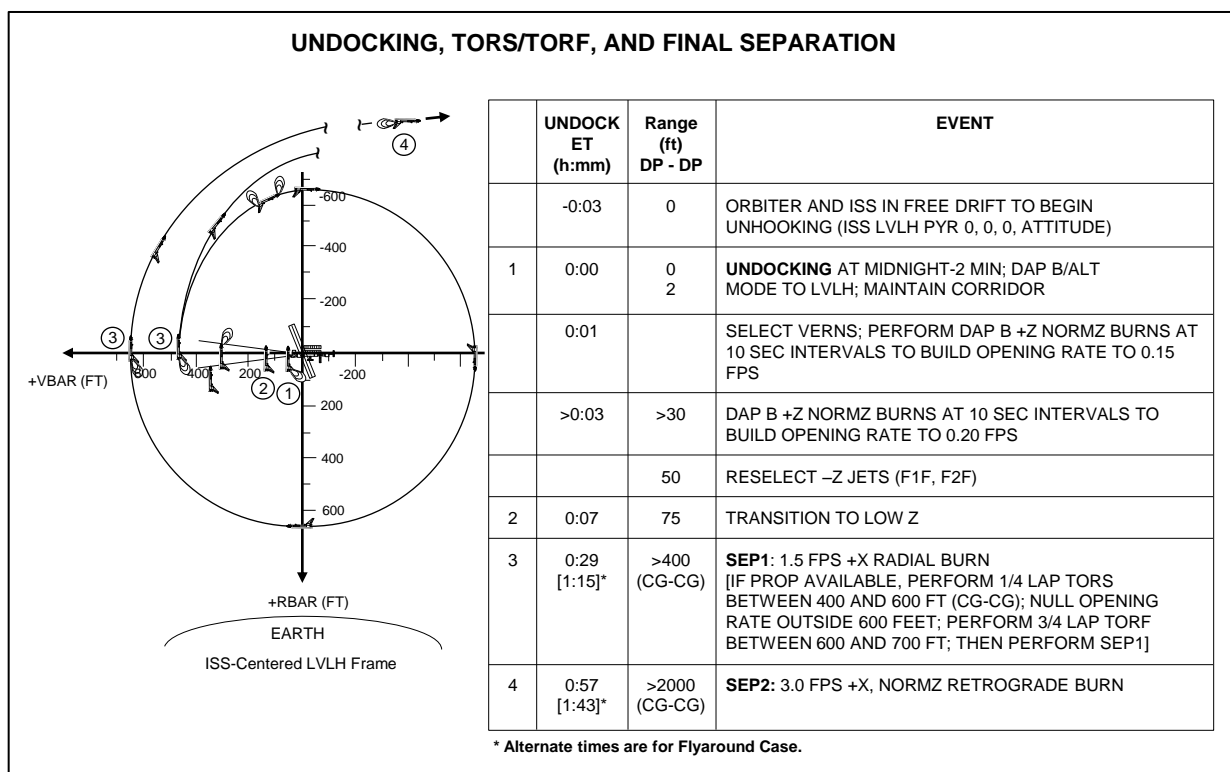 UNDOCKING, TORS/TORF, AND FINAL SEPARATION
4
-600
-400
-200
3
3
+VBAR (FT)
600
400
200
-200
2
1
200
400
600
+RBAR (FT)
EARTH
ISS-Centered LVLH Frame
UNDOCK
ET
(h:mm)
Range
(ft)
DP - DP
EVENT
-0:03
0
ORBITER AND ISS IN FREE DRIFT TO BEGIN
UNHOOKING (ISS LVLH PYR 0, 0, 0, ATTITUDE)
1
0:00
0
2
UNDOCKING AT MIDNIGHT-2 MIN; DAP B/ALT
MODE TO LVLH; MAINTAIN CORRIDOR
0:01
SELECT VERNS; PERFORM DAP B +Z NORMZ BURNS AT
10 SEC INTERVALS TO BUILD OPENING RATE TO 0.15
FPS
>0:03
>30
DAP B +Z NORMZ BURNS AT 10 SEC INTERVALS TO
BUILD OPENING RATE TO 0.20 FPS
50
RESELECT –Z JETS (F1F, F2F)
2
0:07
75
TRANSITION TO LOW Z
3
0:29
[1:15]*
>400
(CG-CG)
SEP1: 1.5 FPS +X RADIAL BURN
[IF PROP AVAILABLE, PERFORM 1/4 LAP TORS
BETWEEN 400 AND 600 FT (CG-CG); NULL OPENING
RATE OUTSIDE 600 FEET; PERFORM 3/4 LAP TORF
BETWEEN 600 AND 700 FT; THEN PERFORM SEP1]
4
0:57
[1:43]*
>2000
(CG-CG)
SEP2: 3.0 FPS +X, NORMZ RETROGRADE BURN
* Alternate times are for Flyaround Case.